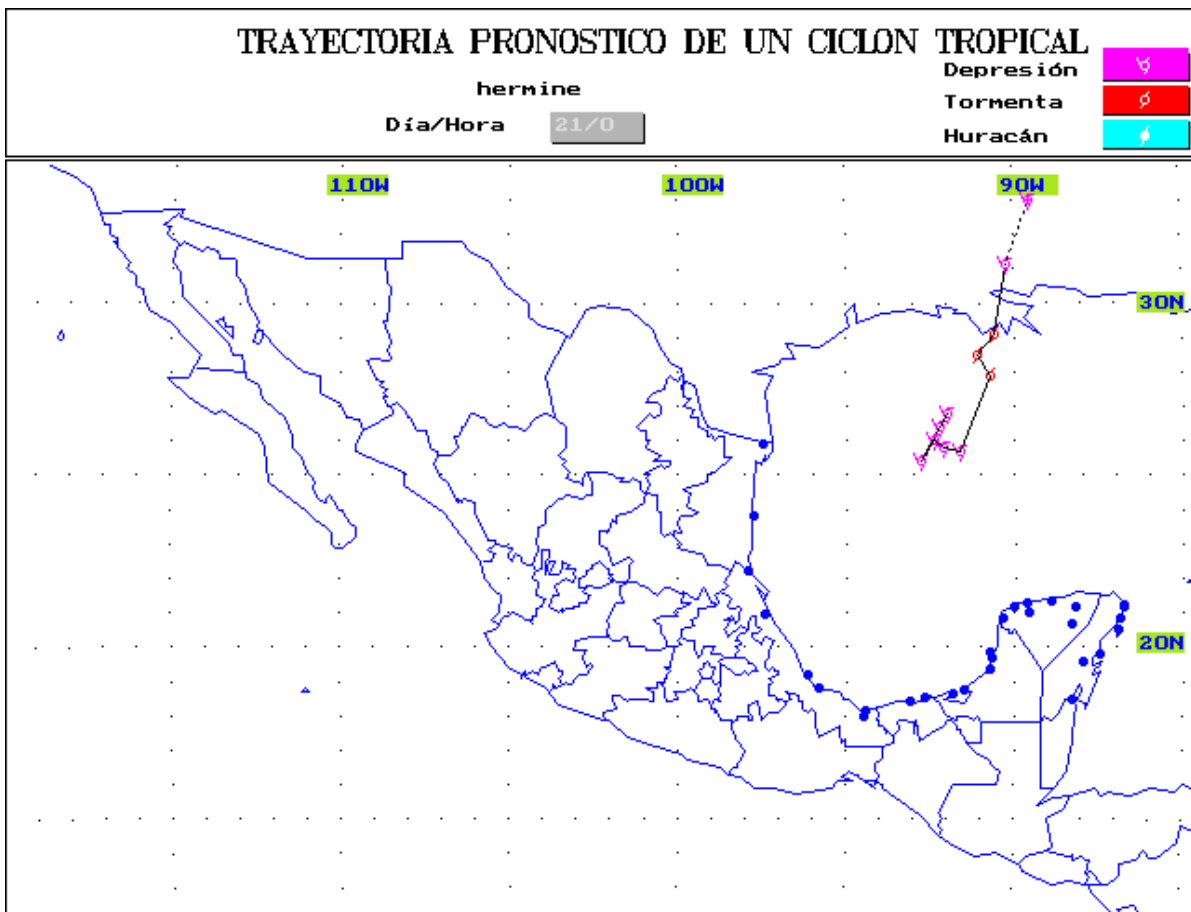 TRAYECTORIA PRONOSTICO DE UN CICLON TROPICAL
hermine
Día/Hora 21/0
Depresión
Tormenta
Huracán
110W 100W 90W
30N
20N